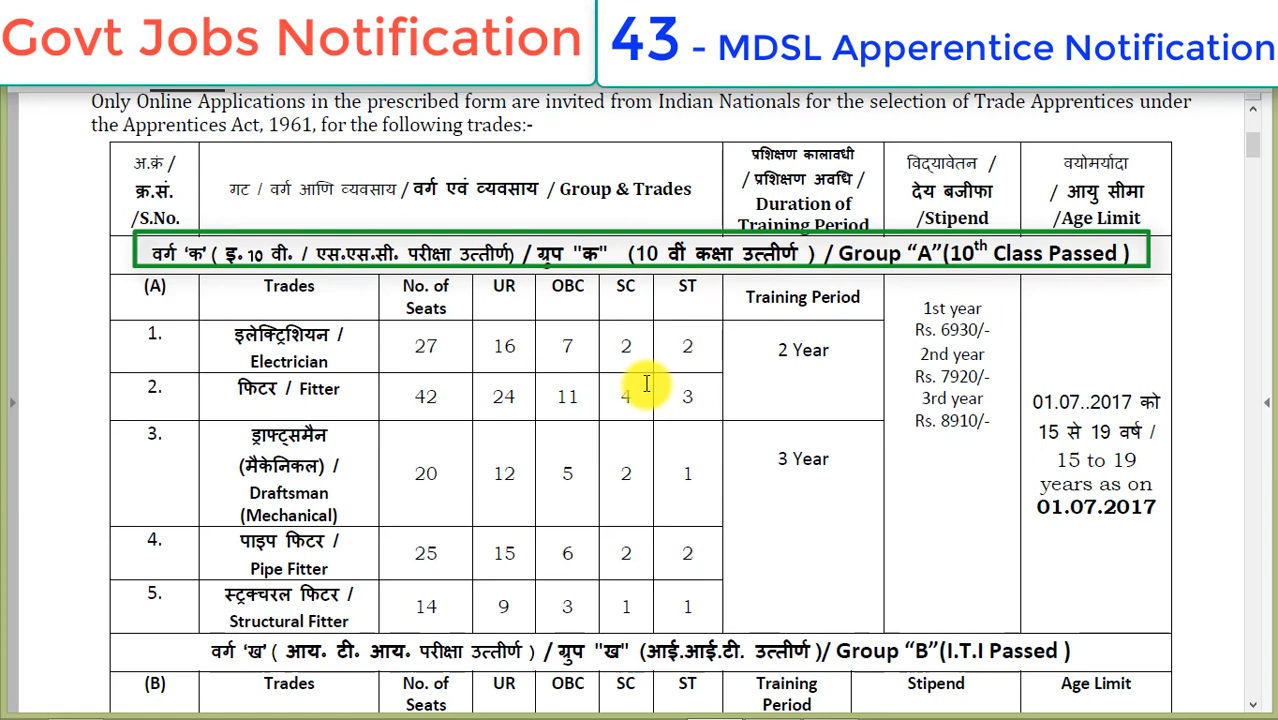 Govt Jobs Notification
43 - MDSL Apperentice Notification
Only Online Applications in the prescribed form are invited from Indian Nationals for the selection of Trade Apprentices under
the Apprentices Act, 1961, for the following trades:-
अ.क्रं /
क्र.सं.
/S.No.
गट / वर्ग आणि व्यवसाय / वर्ग एवं व्यवसाय / Group & Trades
प्रशिक्षण कालावधी
/ प्रशिक्षण अवधि /
Duration of
Training Period
विद्यावेतन /
देय बजीफा
/Stipend
वयोमर्यादा
/ आयु सीमा
/Age Limit
वर्ग ‘क’ ( इ. 10 वी. / एस.एस.सी. परीक्षा उत्तीर्ण) / ग्रुप "क" (10 वीं कक्षा उत्तीर्ण ) / Group “A”(10th Class Passed )
(A) Trades No. of Seats UR OBC SC ST Training Period
1. इलेक्ट्रिशियन / Electrician 27 16 7 2 2 2 Year
2. फिटर / Fitter 42 24 11 4 3
3. ड्राफ्ट्समैन (मैकेनिकल) / Draftsman (Mechanical) 20 12 5 2 1 3 Year
4. पाइप फिटर / Pipe Fitter 25 15 6 2 2
5. स्ट्रक्चरल फिटर / Structural Fitter 14 9 3 1 1
1st year
Rs. 6930/-
2nd year
Rs. 7920/-
3rd year
Rs. 8910/-
01.07..2017 को
15 से 19 वर्ष /
15 to 19
years as on
01.07.2017
वर्ग ‘ख’ ( आय. टी. आय. परीक्षा उत्तीर्ण ) / ग्रुप "ख" (आई.आई.टी. उत्तीर्ण )/ Group “B”(I.T.I Passed )
(B) Trades No. of Seats UR OBC SC ST Training Period Stipend Age Limit